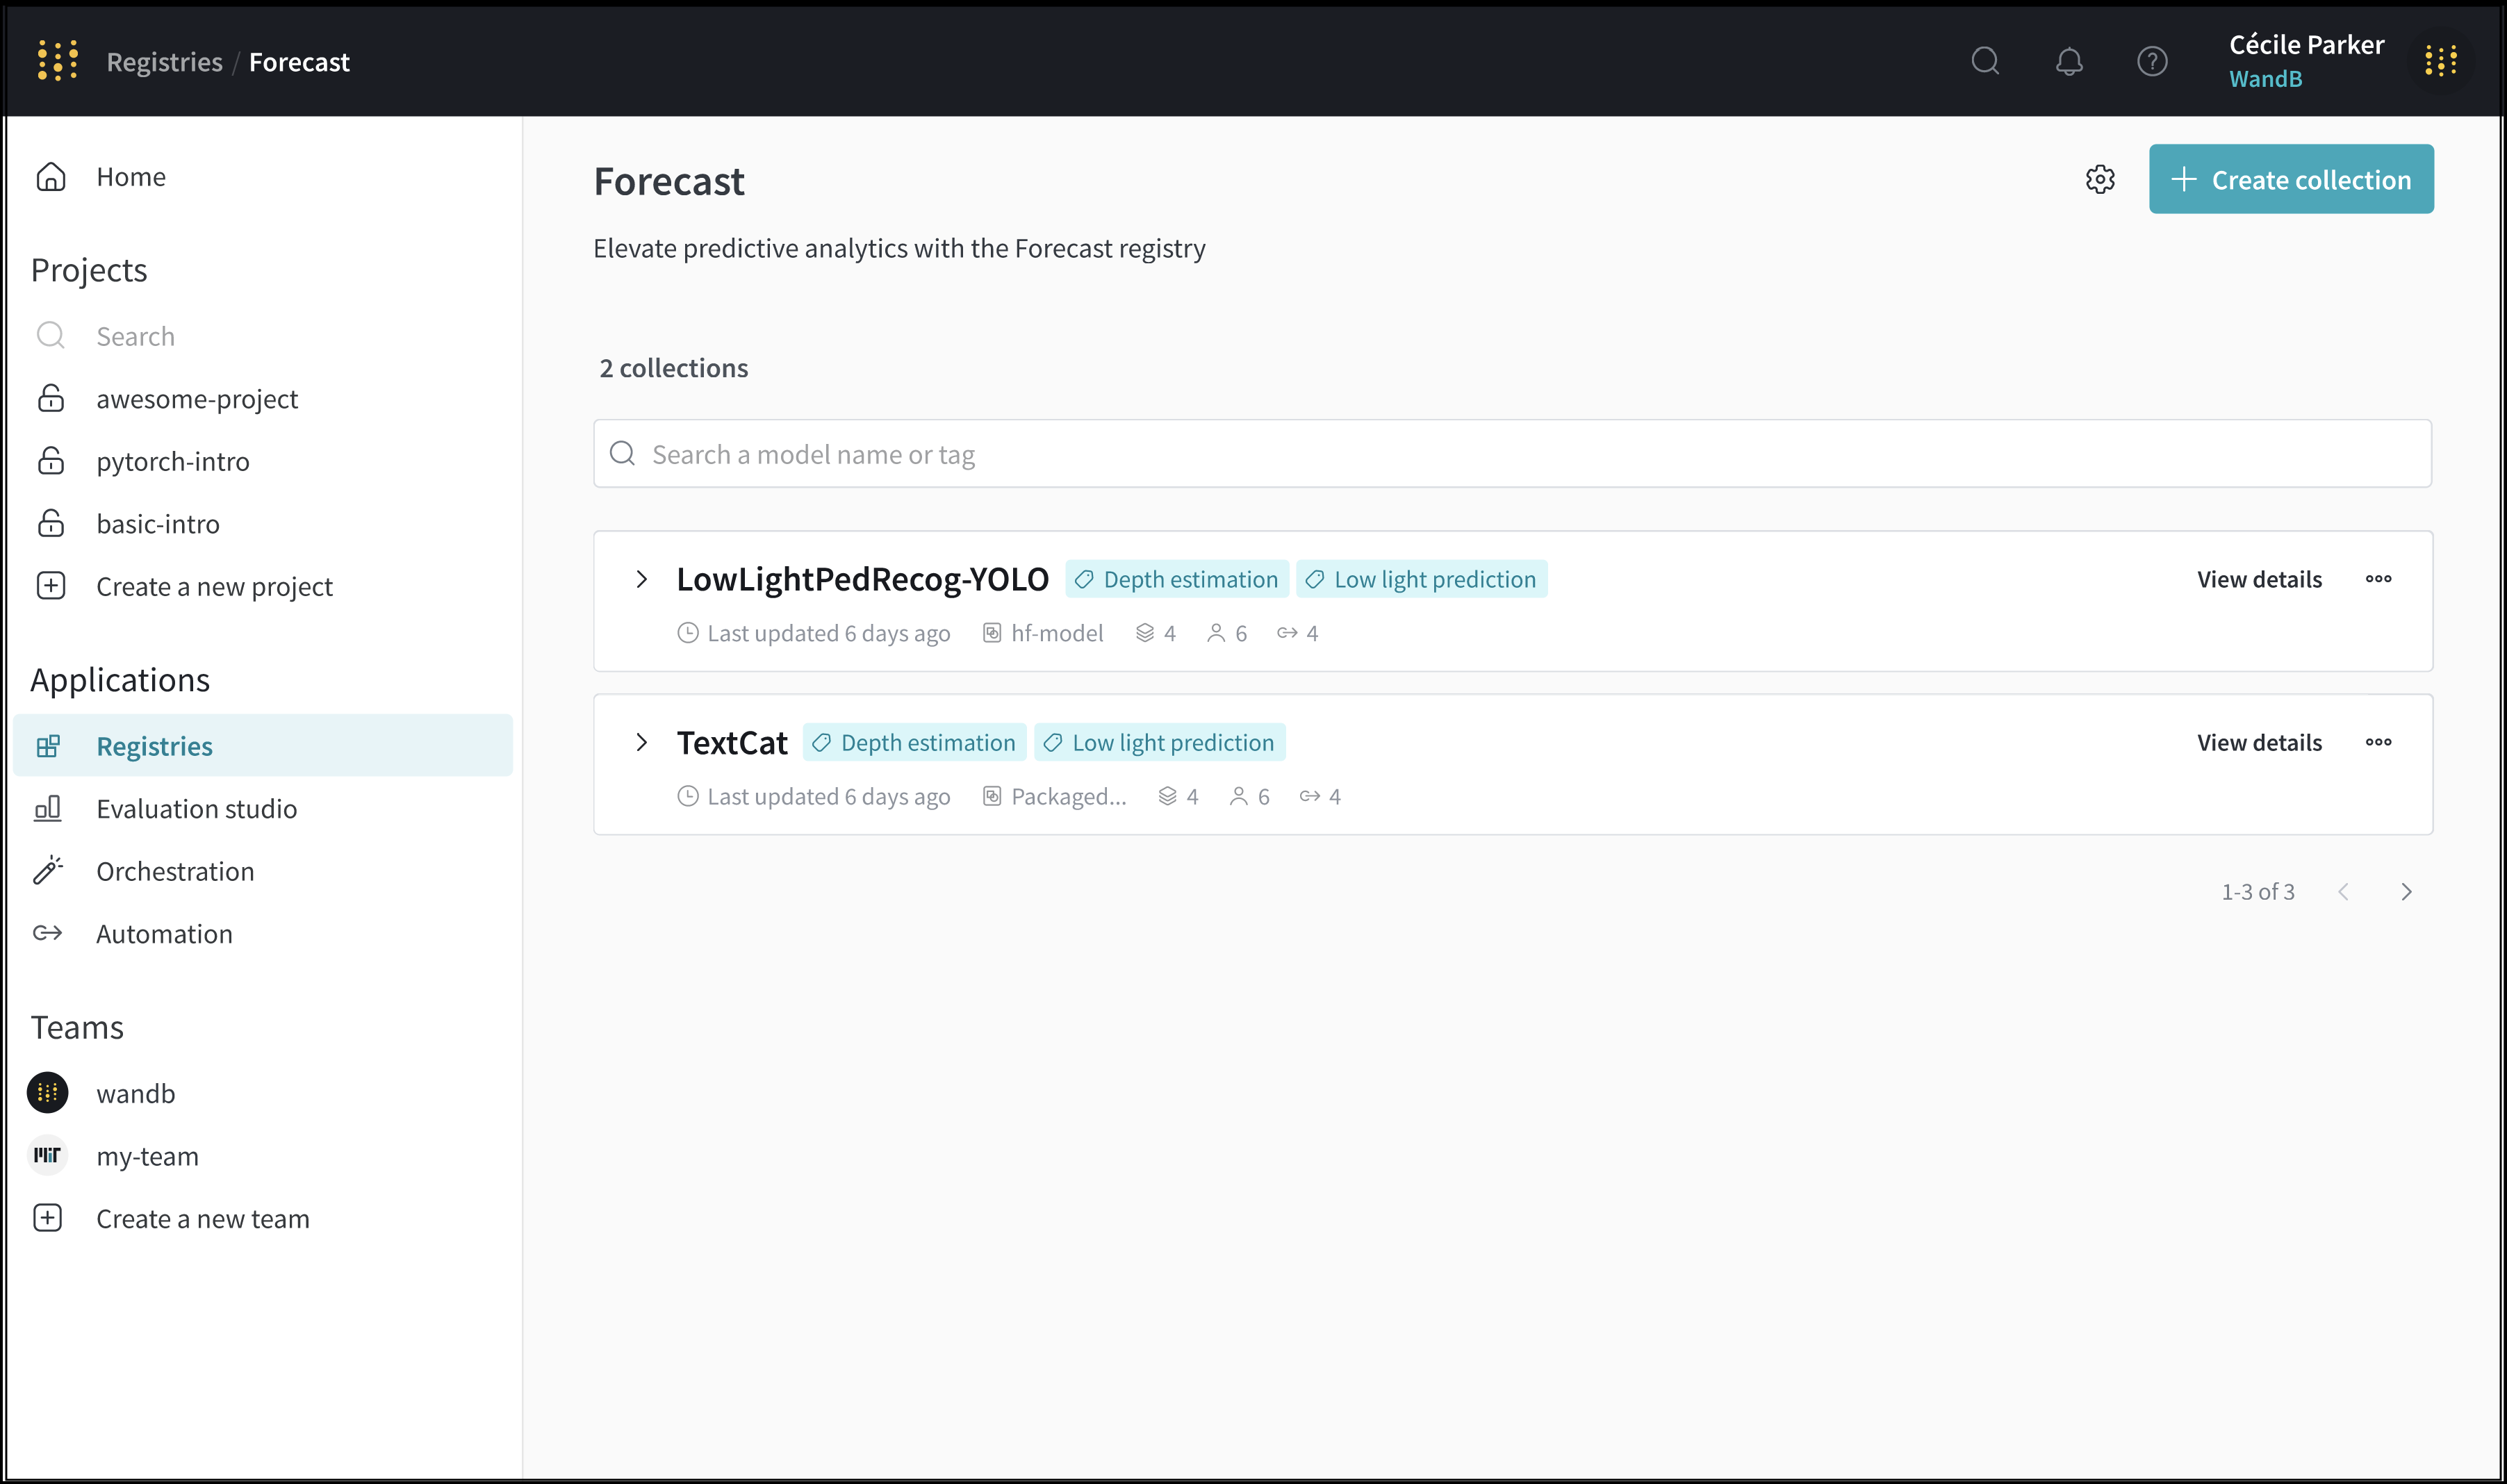 Registries / Forecast
Cécile Parker
WandB
Home
Projects
Search
awesome-project
pytorch-intro
basic-intro
Create a new project
Applications
Registries
Evaluation studio
Orchestration
Automation
Teams
wandb
my-team
Create a new team
Forecast
Create collection
Elevate predictive analytics with the Forecast registry
2 collections
Search a model name or tag
LowLightPedRecog-YOLO Depth estimation Low light prediction View details
Last updated 6 days ago hf-model 4 6 4
TextCat Depth estimation Low light prediction View details
Last updated 6 days ago Packaged... 4 6 4
1-3 of 3